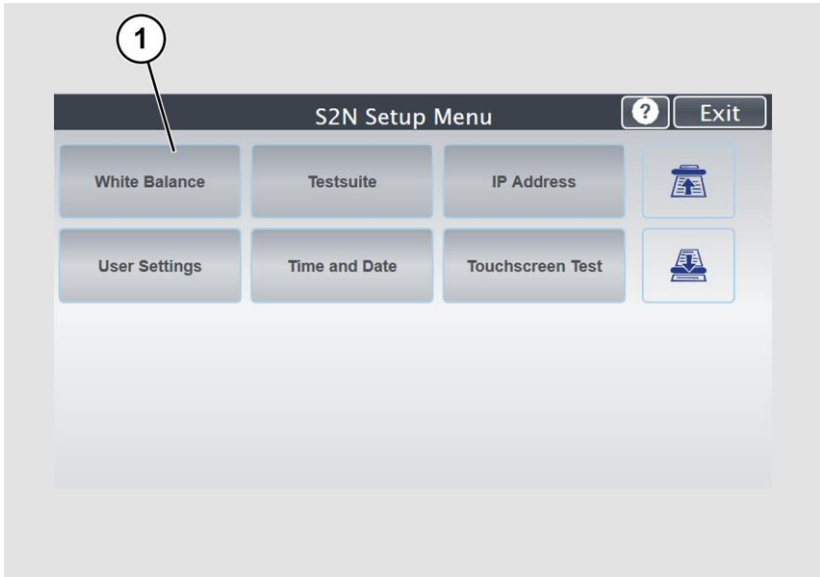 1
S2N Setup Menu ? Exit
White Balance Testsuite IP Address
User Settings Time and Date Touchscreen Test